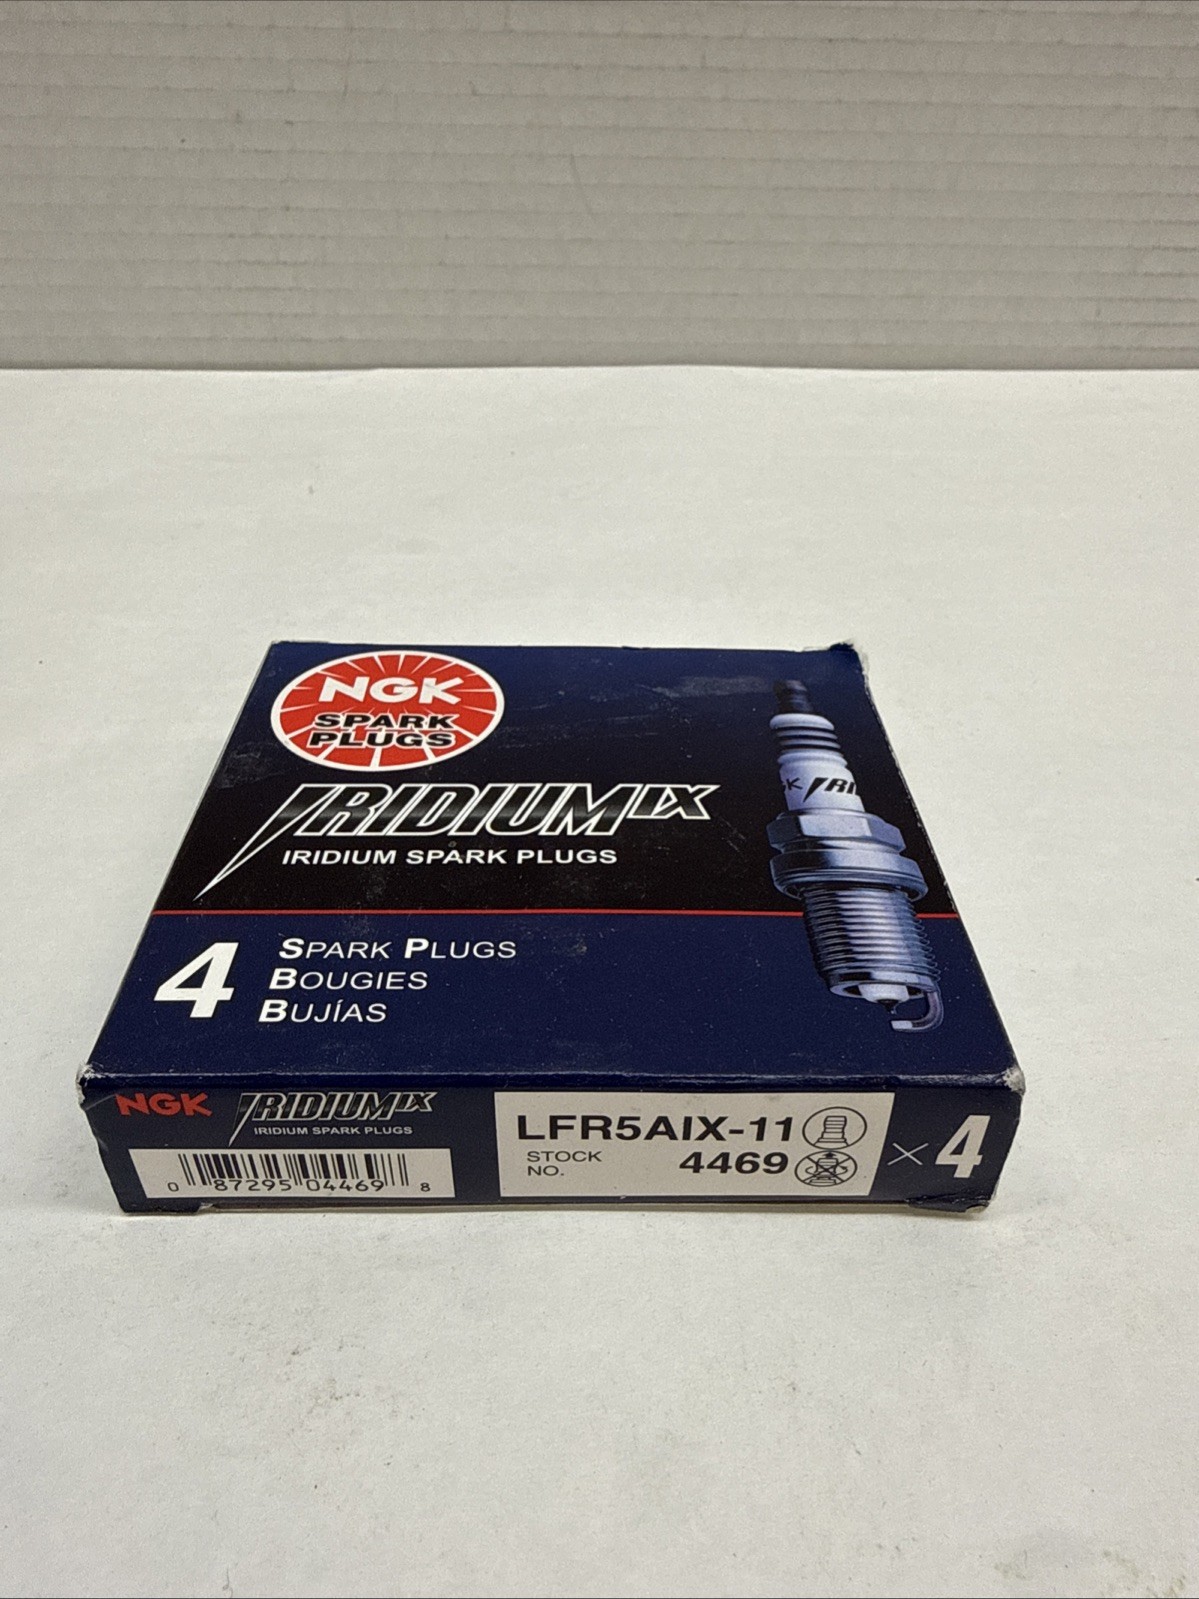 NGK
SPARK
PLUGS
IRIDIUM IX
IRIDIUM SPARK PLUGS
4
SPARK PLUGS
BOUGIES
BUJÍAS
NGK IRIDIUM IX
IRIDIUM SPARK PLUGS
0 87295 04469 8
LFR5AIX-11
STOCK NO. 4469
× 4